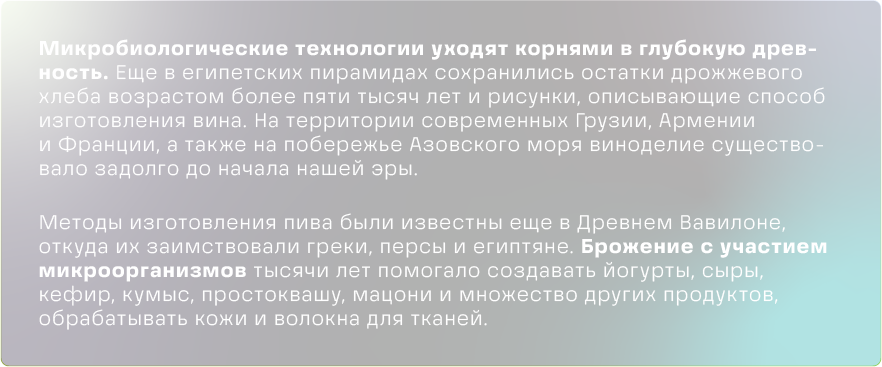 Микробиологические технологии уходят корнями в глубокую древ-
ность. Еще в египетских пирамидах сохранились остатки дрожжевого
хлеба возрастом более пяти тысяч лет и рисунки, описывающие способ
изготовления вина. На территории современных Грузии, Армении
и Франции, а также на побережье Азовского моря виноделие существо-
вало задолго до начала нашей эры.

Методы изготовления пива были известны еще в Древнем Вавилоне,
откуда их заимствовали греки, персы и египтяне. Брожение с участием
микроорганизмов тысячи лет помогало создавать йогурты, сыры,
кефир, кумыс, простоквашу, мацони и множество других продуктов,
обрабатывать кожи и волокна для тканей.